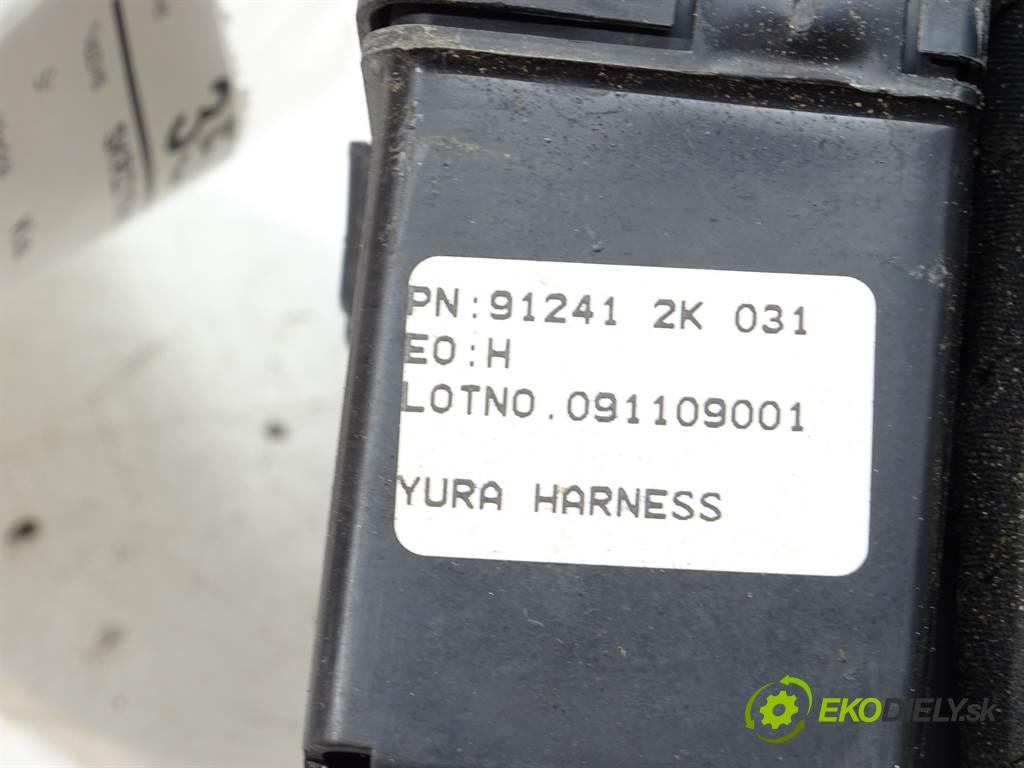 PN:91241 2K 031
EO:H
LOTNO.091109001
YURA HARNESS
EKODIELY.sk